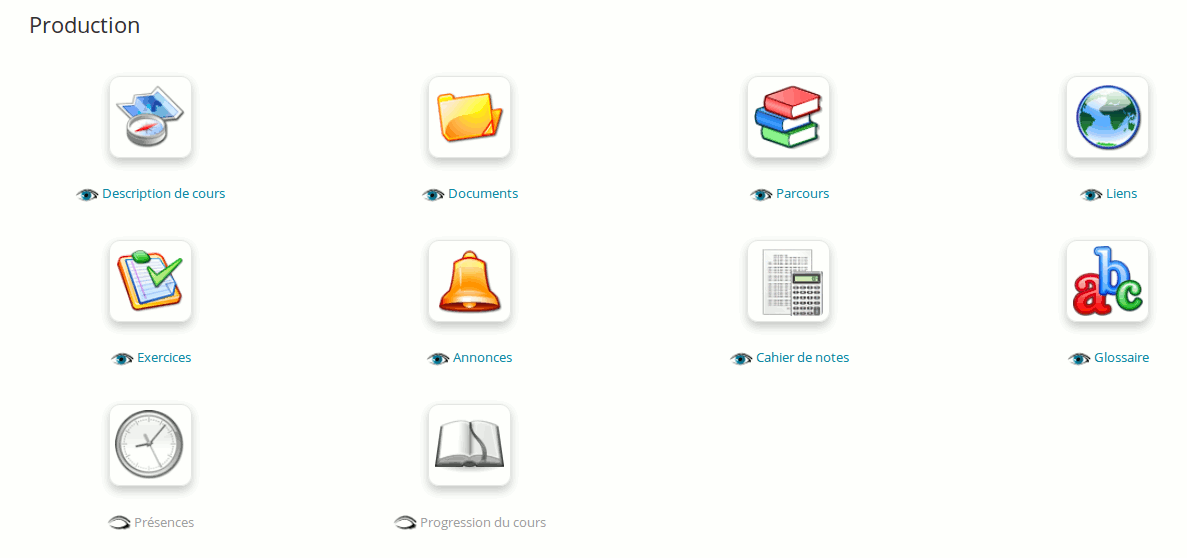 Production
Description de cours
Documents
Parcours
Liens
Exercices
Annonces
Cahier de notes
Glossaire
Présences
Progression du cours